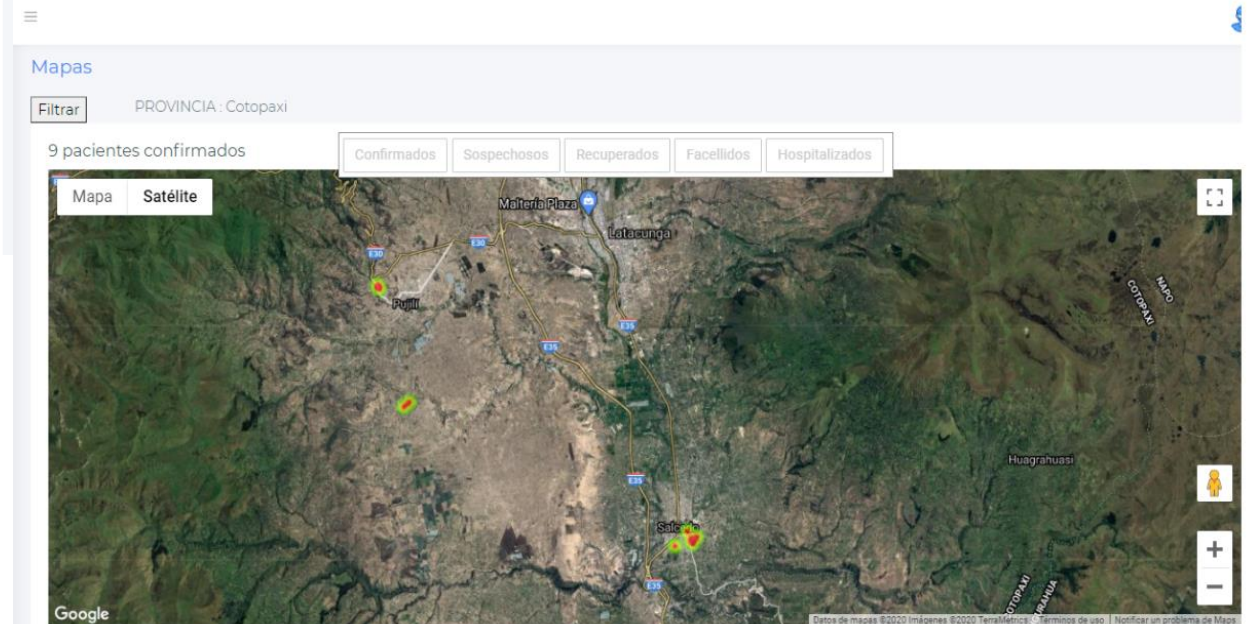 Mapas
Filtrar PROVINCIA : Cotopaxi
9 pacientes confirmados
Confirmados Sospechosos Recuperados Facellidos Hospitalizados
Mapa Satélite
Maltería Plaza
Latacunga
E30
E30
Pujilí
E35
E35
NAPO
COTOPAXI
Huagrahuasi
E35
Salcedo
E35
Google
Datos de mapas ©2020 Imágenes ©2020 TerraMetrics Términos de uso Notificar un problema de Maps